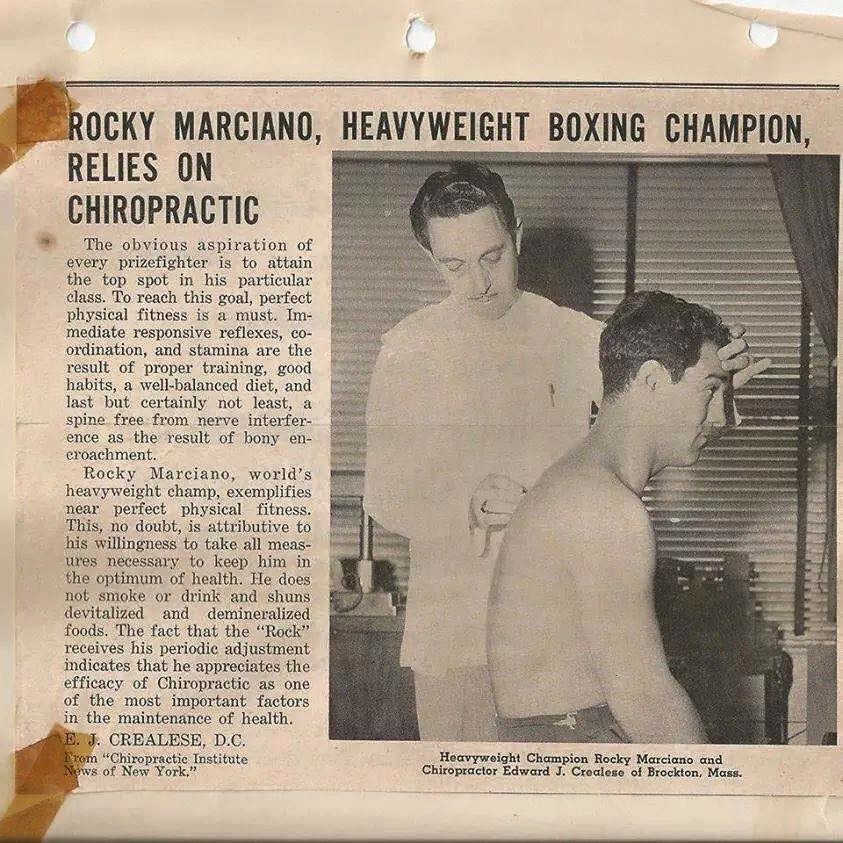 ROCKY MARCIANO, HEAVYWEIGHT BOXING CHAMPION,
RELIES ON
CHIROPRACTIC
The obvious aspiration of
every prizefighter is to attain
the top spot in his particular
class. To reach this goal, perfect
physical fitness is a must. Im-
mediate responsive reflexes, co-
ordination, and stamina are the
result of proper training, good
habits, a well-balanced diet, and
last but certainly not least, a
spine free from nerve interfer-
ence as the result of bony en-
croachment.
Rocky Marciano, world's
heavyweight champ, exemplifies
near perfect physical fitness.
This, no doubt, is attributive to
his willingness to take all meas-
ures necessary to keep him in
the optimum of health. He does
not smoke or drink and shuns
devitalized and demineralized
foods. The fact that the "Rock"
receives his periodic adjustment
indicates that he appreciates the
efficacy of Chiropractic as one
of the most important factors
in the maintenance of health.
E. J. CREALESE, D.C.
From "Chiropractic Institute
News of New York."
Heavyweight Champion Rocky Marciano and
Chiropractor Edward J. Crealese of Brockton, Mass.